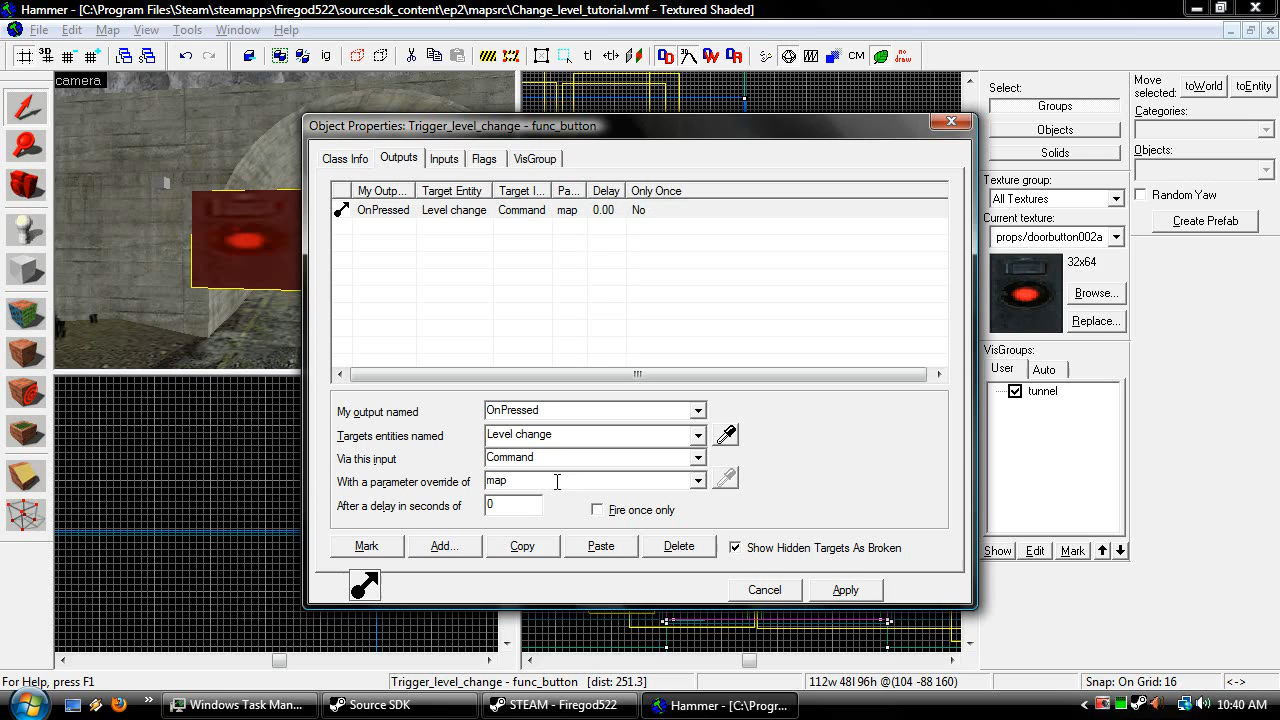 Hammer - [C:\Program Files\Steam\steamapps\firegod522\sourcesdk_content\ep2\mapsrc\Change_level_tutorial.vmf - Textured Shaded]
File Edit Map View Tools Window Help
camera
Object Properties: Trigger_level_change - func_button
Class Info Outputs Inputs Flags VisGroup
My Outp... Target Entity Target I... Pa... Delay Only Once
OnPressed Level change Command map 0.00 No
My output named OnPressed
Targets entities named Level change
Via this input Command
With a parameter override of map
After a delay in seconds of 0 Fire once only
Mark Add... Copy Paste Delete Show Hidden Targets As Broken
Cancel Apply
Select:
Groups
Objects
Solids
Texture group:
All Textures
Current texture:
props/doorbutton002a
32x64
Browse...
Replace...
VisGroups:
User Auto
tunnel
Show Edit Mark
Move selected: toWorld toEntity
Categories:
Objects:
Random Yaw
Create Prefab
For Help, press F1 Trigger_level_change - func_button [dist: 251.3] 112w 48l 96h @(104 -88 160) Snap: On Grid: 16 <->
Windows Task Man... Source SDK STEAM - Firegod522 Hammer - [C:\Progr... 10:40 AM